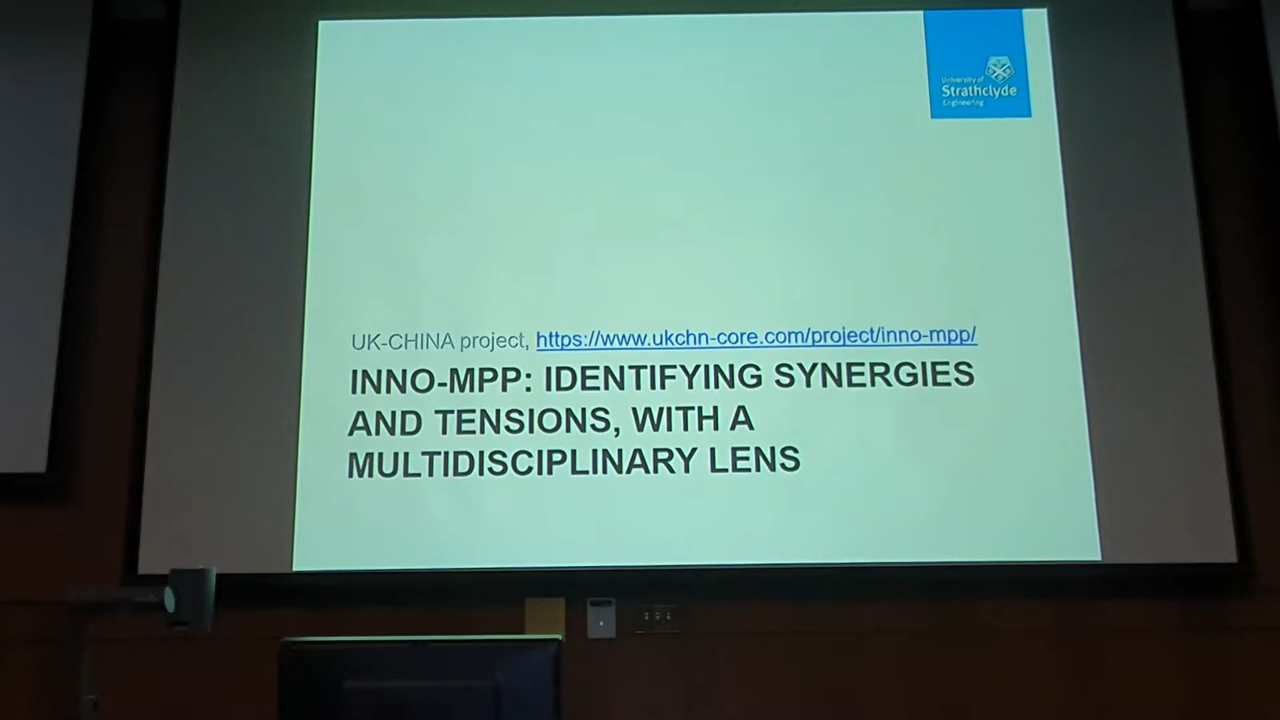 University of
Strathclyde
Engineering
UK-CHINA project, https://www.ukchn-core.com/project/inno-mpp/
INNO-MPP: IDENTIFYING SYNERGIES
AND TENSIONS, WITH A
MULTIDISCIPLINARY LENS